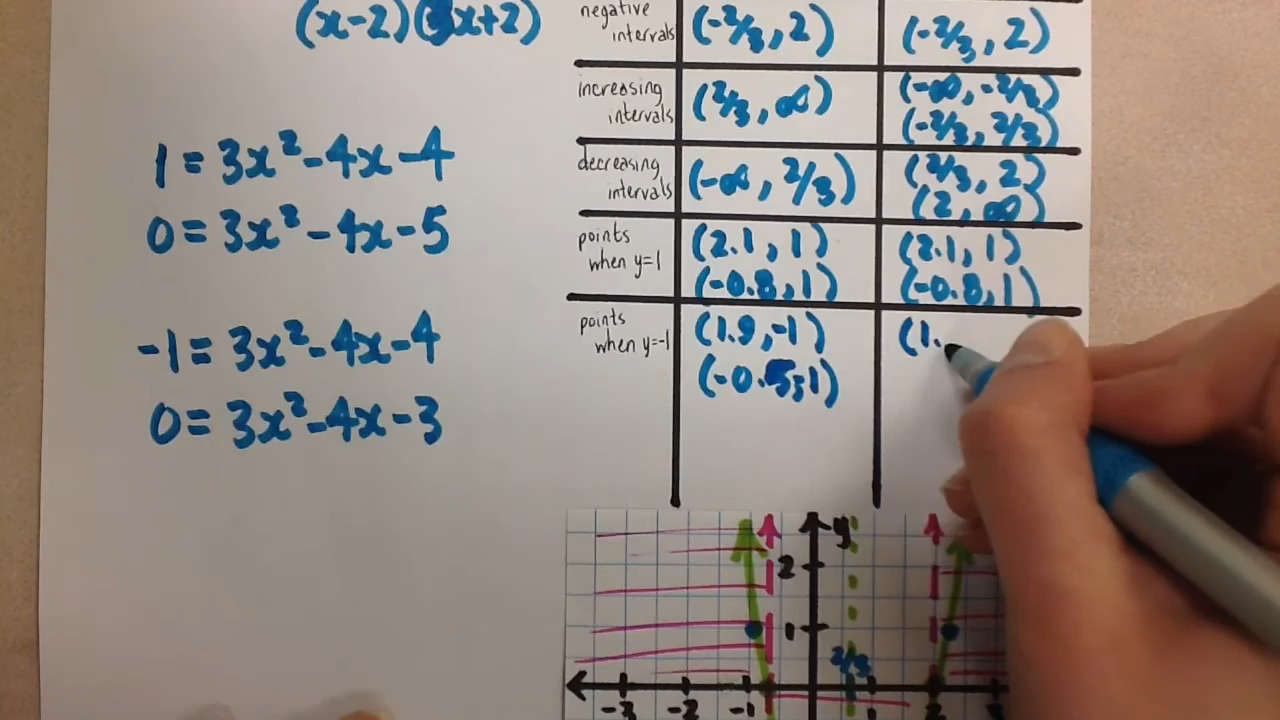 (x-2)(3x+2)
1 = 3x² - 4x - 4
0 = 3x² - 4x - 5
-1 = 3x² - 4x - 4
0 = 3x² - 4x - 3
negative intervals (-2/3, 2) (-2/3, 2)
increasing intervals (2/3, ∞) (-∞, -2/3)
(-2/3, 2/3)
decreasing intervals (-∞, 2/3) (2/3, 2)
(2, ∞)
points when y=1 (2.1, 1) (2.1, 1)
(-0.8, 1) (-0.8, 1)
points when y=-1 (1.9, -1) (1.
(-0.5, -1)
y
2
1
2/3
-3 -2 -1 1 2